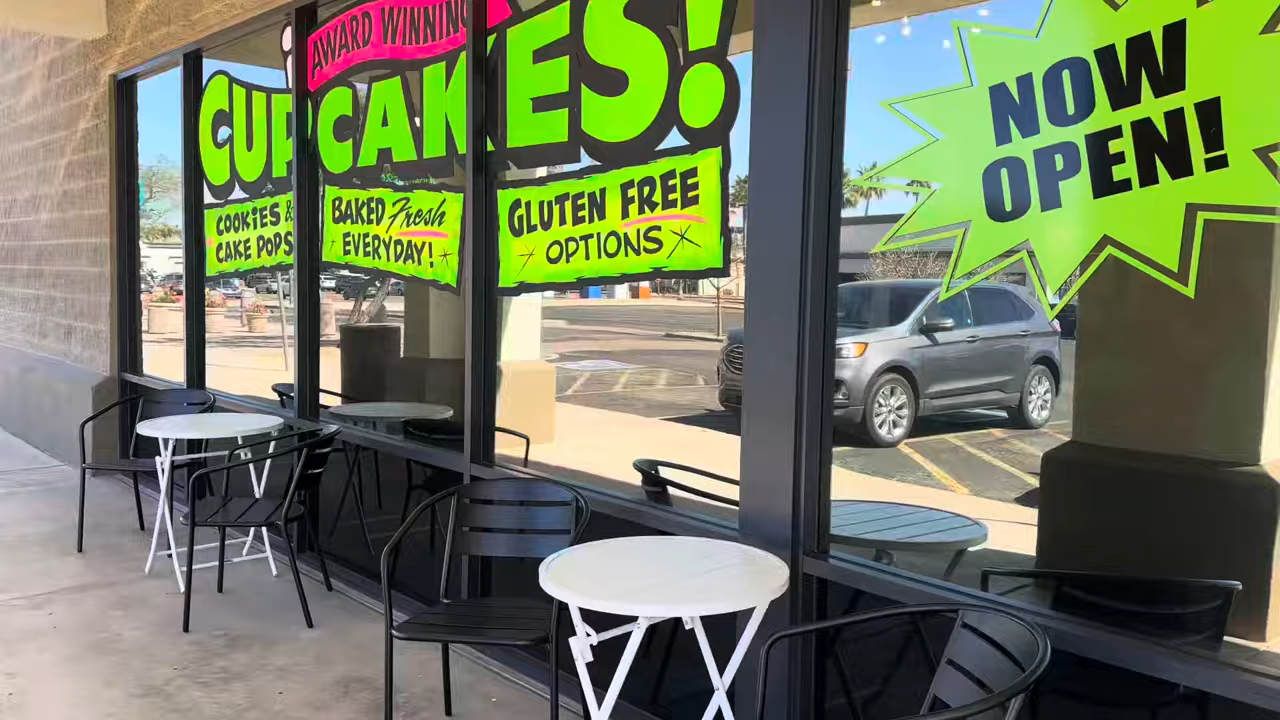 AWARD WINNING
CUPCAKES!
COOKIES &
CAKE POPS
BAKED Fresh
EVERYDAY!
GLUTEN FREE
OPTIONS
NOW
OPEN!